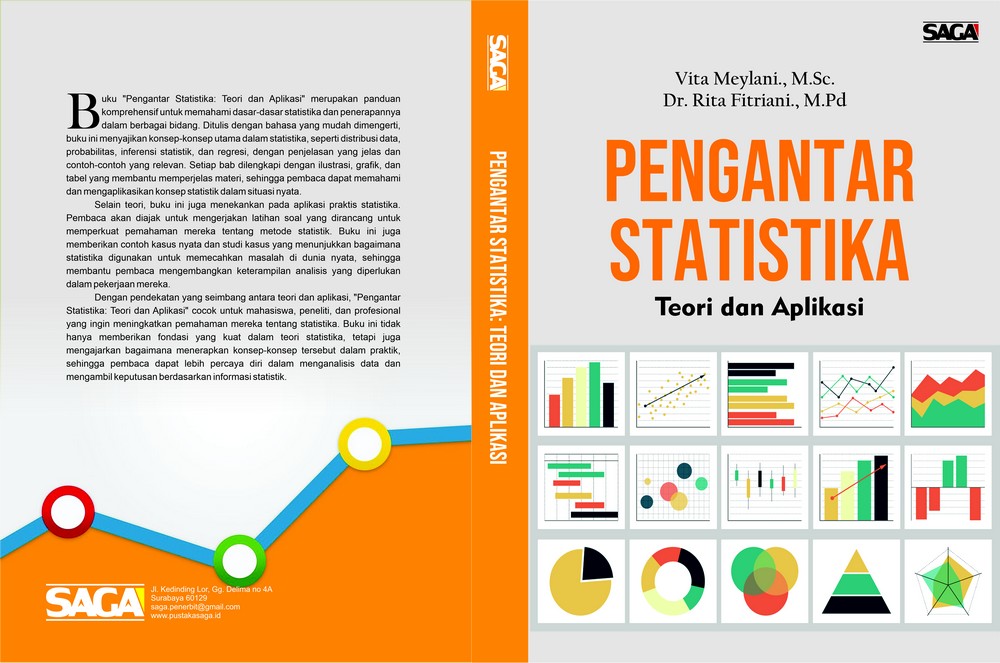 Buku "Pengantar Statistika: Teori dan Aplikasi" merupakan panduan
komprehensif untuk memahami dasar-dasar statistika dan penerapannya
dalam berbagai bidang. Ditulis dengan bahasa yang mudah dimengerti,
buku ini menyajikan konsep-konsep utama dalam statistika, seperti distribusi data,
probabilitas, inferensi statistik, dan regresi, dengan penjelasan yang jelas dan
contoh-contoh yang relevan. Setiap bab dilengkapi dengan ilustrasi, grafik, dan
tabel yang membantu memperjelas materi, sehingga pembaca dapat memahami
dan mengaplikasikan konsep statistik dalam situasi nyata.
Selain teori, buku ini juga menekankan pada aplikasi praktis statistika.
Pembaca akan diajak untuk mengerjakan latihan soal yang dirancang untuk
memperkuat pemahaman mereka tentang metode statistik. Buku ini juga
memberikan contoh kasus nyata dan studi kasus yang menunjukkan bagaimana
statistika digunakan untuk memecahkan masalah di dunia nyata, sehingga
membantu pembaca mengembangkan keterampilan analisis yang diperlukan
dalam pekerjaan mereka.
Dengan pendekatan yang seimbang antara teori dan aplikasi, "Pengantar
Statistika: Teori dan Aplikasi" cocok untuk mahasiswa, peneliti, dan profesional
yang ingin meningkatkan pemahaman mereka tentang statistika. Buku ini tidak
hanya memberikan fondasi yang kuat dalam teori statistika, tetapi juga
mengajarkan bagaimana menerapkan konsep-konsep tersebut dalam praktik,
sehingga pembaca dapat lebih percaya diri dalam menganalisis data dan
mengambil keputusan berdasarkan informasi statistik.
SAGA
Jl. Kedinding Lor, Gg. Delima no 4A
Surabaya 60129
saga.penerbit@gmail.com
www.pustakasaga.id
SAGA
PENGANTAR STATISTIKA: TEORI DAN APLIKASI
SAGA
Vita Meylani., M.Sc.
Dr. Rita Fitriani., M.Pd
PENGANTAR
STATISTIKA
Teori dan Aplikasi